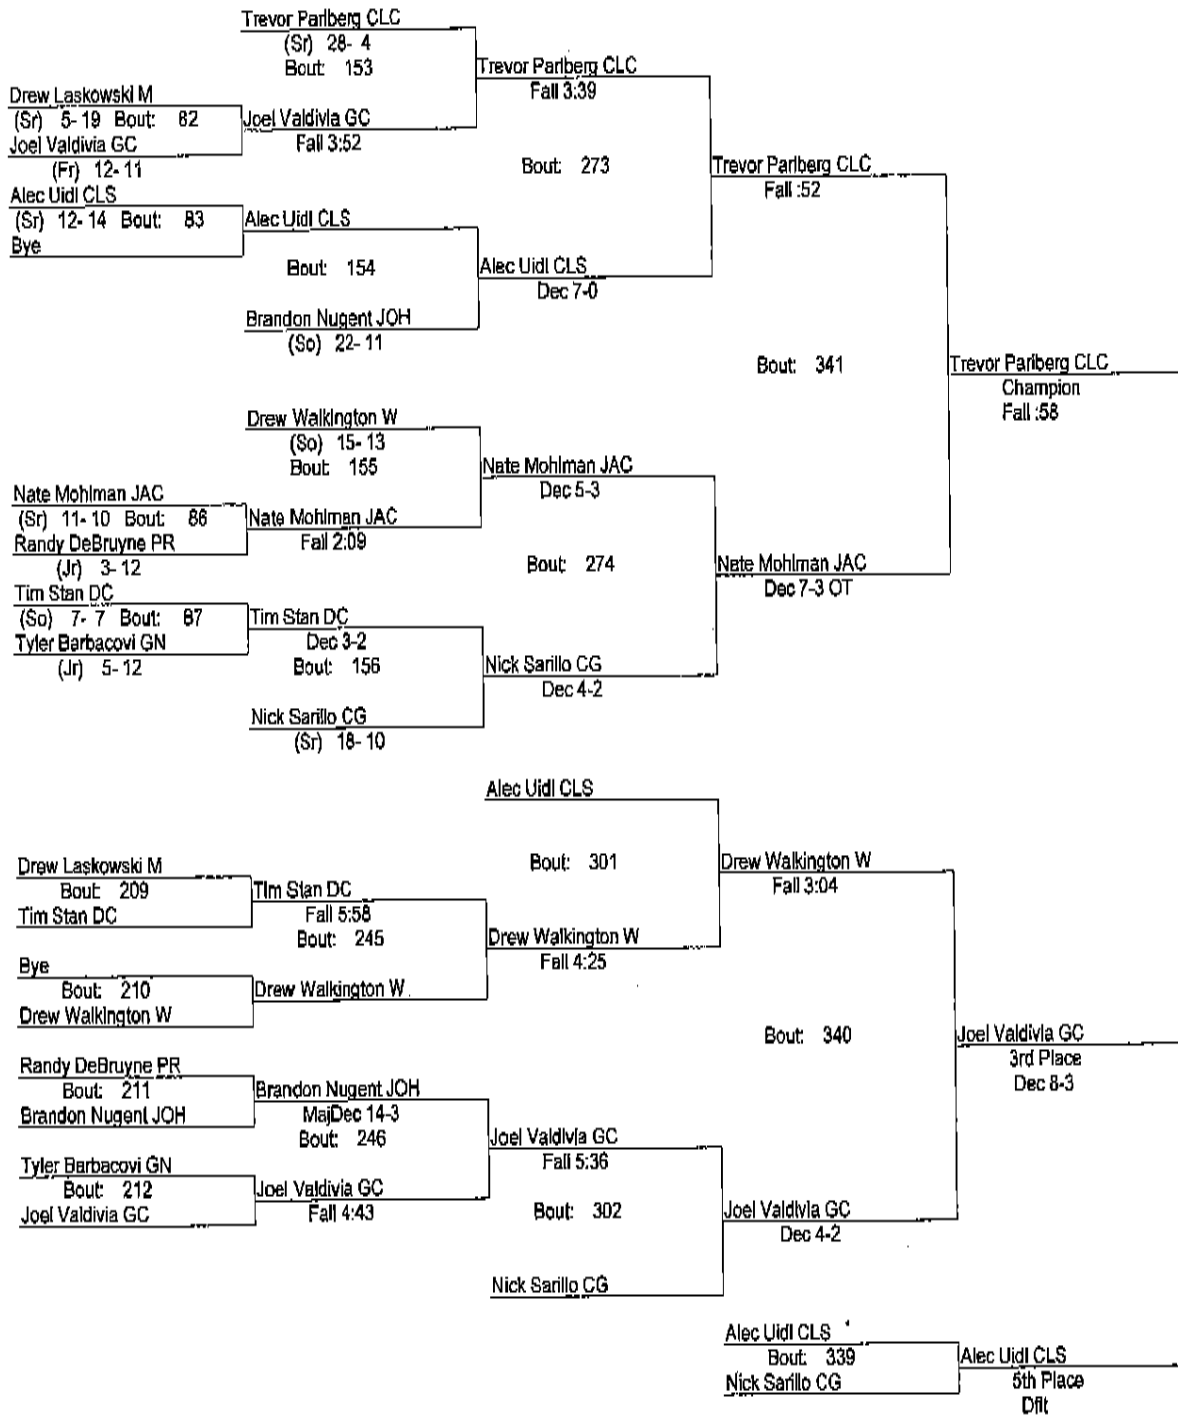 Trevor Parlberg CLC
(Sr) 28- 4
Bout: 153
Trevor Parlberg CLC
Fall 3:39
Drew Laskowski M
(Sr) 5- 19 Bout: 82
Joel Valdivia GC
Fall 3:52
Joel Valdivia GC
(Fr) 12- 11
Bout: 273
Trevor Parlberg CLC
Fall :52
Alec Uidl CLS
(Sr) 12- 14 Bout: 83
Alec Uidl CLS
Bye
Bout: 154
Alec Uidl CLS
Dec 7-0
Brandon Nugent JOH
(So) 22- 11
Bout: 341
Trevor Parlberg CLC
Champion
Fall :58
Drew Walkington W
(So) 15- 13
Bout: 155
Nate Mohlman JAC
Dec 5-3
Nate Mohlman JAC
(Sr) 11- 10 Bout: 86
Nate Mohlman JAC
Fall 2:09
Randy DeBruyne PR
(Jr) 3- 12
Bout: 274
Nate Mohlman JAC
Dec 7-3 OT
Tim Stan DC
(So) 7- 7 Bout: 87
Tim Stan DC
Dec 3-2
Tyler Barbacovi GN
(Jr) 5- 12
Bout: 156
Nick Sarillo CG
Dec 4-2
Nick Sarillo CG
(Sr) 18- 10
Alec Uidl CLS
Bout: 301
Drew Walkington W
Fall 3:04
Drew Laskowski M
Bout: 209
Tim Stan DC
Tim Stan DC
Fall 5:58
Bout: 245
Drew Walkington W
Fall 4:25
Bye
Bout: 210
Drew Walkington W
Drew Walkington W
Bout: 340
Joel Valdivia GC
3rd Place
Dec 8-3
Randy DeBruyne PR
Bout: 211
Brandon Nugent JOH
Brandon Nugent JOH
MajDec 14-3
Bout: 246
Joel Valdivia GC
Fall 5:36
Tyler Barbacovi GN
Bout: 212
Joel Valdivia GC
Joel Valdivia GC
Fall 4:43
Bout: 302
Joel Valdivia GC
Dec 4-2
Nick Sarillo CG
Alec Uidl CLS
Bout: 339
Nick Sarillo CG
Alec Uidl CLS
5th Place
Dflt